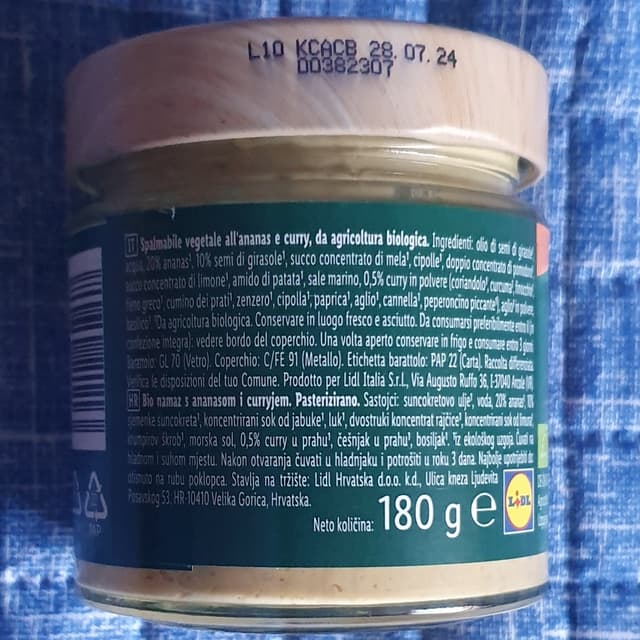 L10 KCACB 28.07.24
00382307
IT Spalmabile vegetale all'ananas e curry, da agricoltura biologica. Ingredienti: olio di semi di girasole¹,
acqua, 20% ananas¹, 10% semi di girasole¹, succo concentrato di mela¹, cipolle¹, doppio concentrato di pomodoro¹,
succo concentrato di limone¹, amido di patata¹, sale marino, 0,5% curry in polvere (coriandolo¹, curcuma¹,
fieno greco¹, cumino dei prati¹, zenzero¹, cipolla¹, paprica¹, aglio¹, cannella¹, peperoncino piccante¹), aglio¹ in polvere,
basilico¹. ¹Da agricoltura biologica. Conservare in luogo fresco e asciutto. Da consumarsi preferibilmente entro il (in
confezione integra): vedere bordo del coperchio. Una volta aperto conservare in frigo e consumare entro 3 giorni.
Barattolo: GL 70 (Vetro). Coperchio: C/FE 91 (Metallo). Etichetta barattolo: PAP 22 (Carta). Raccolta differenziata.
Verifica le disposizioni del tuo Comune. Prodotto per Lidl Italia S.r.l., Via Augusto Ruffo 36, I-37040 Arcole (VR).
HR Bio namaz s ananasom i curryjem. Pasterizirano. Sastojci: suncokretovo ulje¹, voda, 20% ananas¹, 10%
sjemenke suncokreta¹, koncentrirani sok od jabuke¹, luk¹, dvostruki koncentrat rajčice¹, koncentrirani sok od limuna¹,
krumpirov škrob¹, morska sol, 0,5% curry u prahu¹, češnjak u prahu¹, bosiljak¹. ¹iz ekološkog uzgoja. Čuvati na
hladnom i suhom mjestu. Nakon otvaranja čuvati u hladnjaku i potrošiti u roku 3 dana. Najbolje upotrijebiti do:
otisnuto na rubu poklopca. Stavlja na tržište: Lidl Hrvatska d.o.o. k.d., Ulica kneza Ljudevita
Posavskog 53, HR-10410 Velika Gorica, Hrvatska.
Neto količina: 180 g e
LIDL